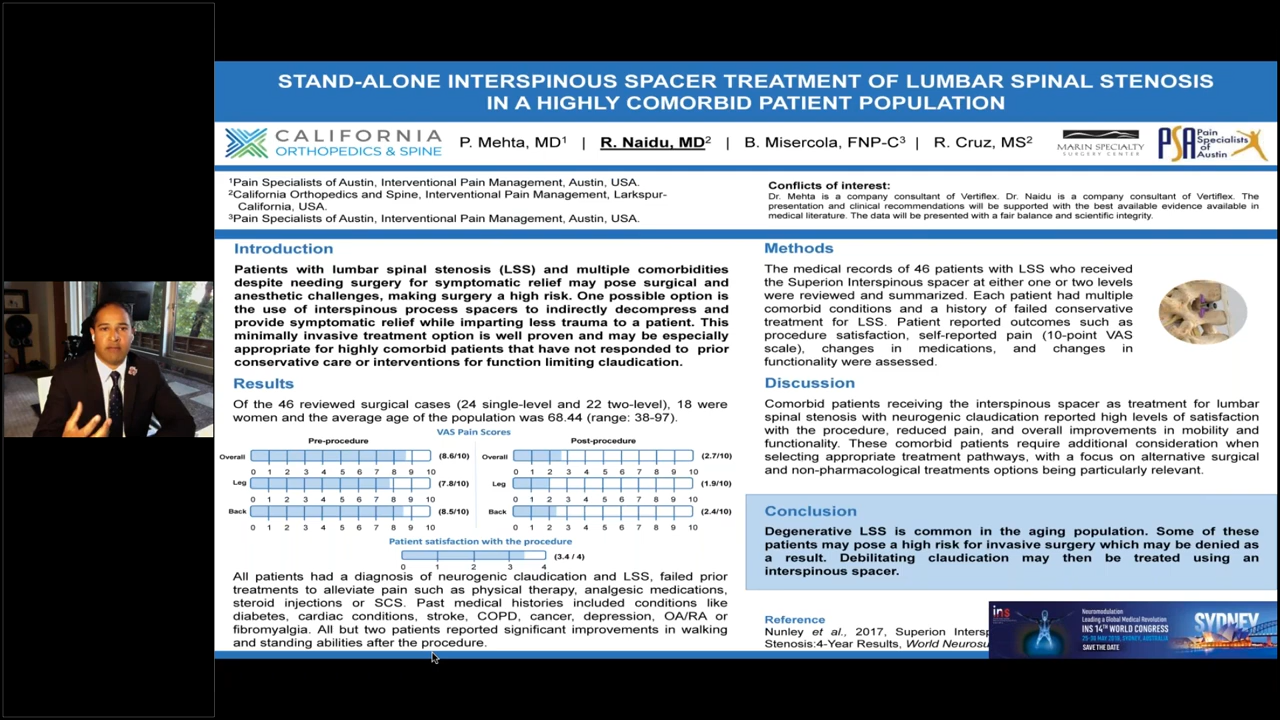 STAND-ALONE INTERSPINOUS SPACER TREATMENT OF LUMBAR SPINAL STENOSIS
IN A HIGHLY COMORBID PATIENT POPULATION
CALIFORNIA
ORTHOPEDICS & SPINE
P. Mehta, MD¹ | R. Naidu, MD² | B. Misercola, FNP-C³ | R. Cruz, MS²
MARIN SPECIALTY
SURGERY CENTER
PSA Pain
Specialists
of
Austin
¹Pain Specialists of Austin, Interventional Pain Management, Austin, USA.
²California Orthopedics and Spine, Interventional Pain Management, Larkspur-
California, USA.
³Pain Specialists of Austin, Interventional Pain Management, Austin, USA.
Conflicts of interest:
Dr. Mehta is a company consultant of Vertiflex. Dr. Naidu is a company consultant of Vertiflex. The
presentation and clinical recommendations will be supported with the best available evidence available in
medical literature. The data will be presented with a fair balance and scientific integrity.
Introduction
Patients with lumbar spinal stenosis (LSS) and multiple comorbidities
despite needing surgery for symptomatic relief may pose surgical and
anesthetic challenges, making surgery a high risk. One possible option is
the use of interspinous process spacers to indirectly decompress and
provide symptomatic relief while imparting less trauma to a patient. This
minimally invasive treatment option is well proven and may be especially
appropriate for highly comorbid patients that have not responded to prior
conservative care or interventions for function limiting claudication.
Results
Of the 46 reviewed surgical cases (24 single-level and 22 two-level), 18 were
women and the average age of the population was 68.44 (range: 38-97).
VAS Pain Scores
Pre-procedure
Post-procedure
Overall (8.6/10) Overall (2.7/10)
0 1 2 3 4 5 6 7 8 9 10 0 1 2 3 4 5 6 7 8 9 10
Leg (7.8/10) Leg (1.9/10)
0 1 2 3 4 5 6 7 8 9 10 0 1 2 3 4 5 6 7 8 9 10
Back (8.5/10) Back (2.4/10)
0 1 2 3 4 5 6 7 8 9 10 0 1 2 3 4 5 6 7 8 9 10
Patient satisfaction with the procedure
(3.4 / 4)
0 1 2 3 4
All patients had a diagnosis of neurogenic claudication and LSS, failed prior
treatments to alleviate pain such as physical therapy, analgesic medications,
steroid injections or SCS. Past medical histories included conditions like
diabetes, cardiac conditions, stroke, COPD, cancer, depression, OA/RA or
fibromyalgia. All but two patients reported significant improvements in walking
and standing abilities after the procedure.
Methods
The medical records of 46 patients with LSS who received
the Superion Interspinous spacer at either one or two levels
were reviewed and summarized. Each patient had multiple
comorbid conditions and a history of failed conservative
treatment for LSS. Patient reported outcomes such as
procedure satisfaction, self-reported pain (10-point VAS
scale), changes in medications, and changes in
functionality were assessed.
Discussion
Comorbid patients receiving the interspinous spacer as treatment for lumbar
spinal stenosis with neurogenic claudication reported high levels of satisfaction
with the procedure, reduced pain, and overall improvements in mobility and
functionality. These comorbid patients require additional consideration when
selecting appropriate treatment pathways, with a focus on alternative surgical
and non-pharmacological treatments options being particularly relevant.
Conclusion
Degenerative LSS is common in the aging population. Some of these
patients may pose a high risk for invasive surgery which may be denied as
a result. Debilitating claudication may then be treated using an
interspinous spacer.
Reference
Nunley et al., 2017, Superion Intersp
Stenosis:4-Year Results, World Neurosu
ins
Neuromodulation
Leading a Global Medical Revolution
INS 14TH WORLD CONGRESS
25-30 MAY 2019, SYDNEY, AUSTRALIA
SAVE THE DATE
SYDNEY